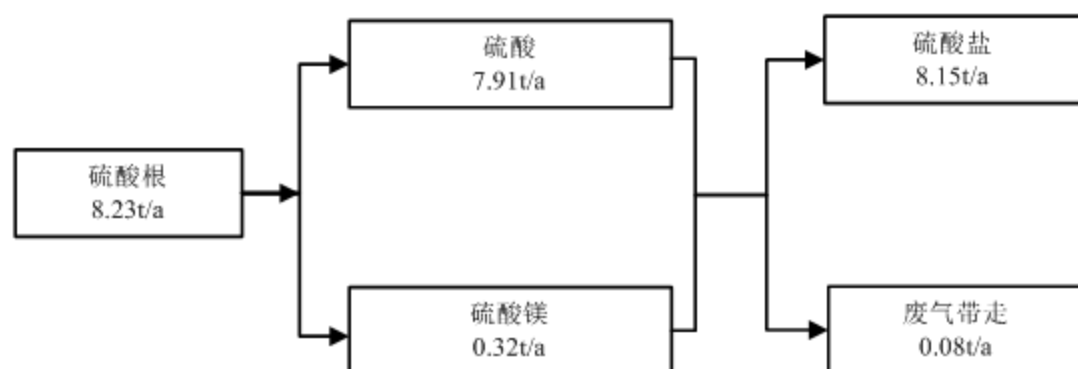 硫酸根
8.23t/a
硫酸
7.91t/a
硫酸镁
0.32t/a
硫酸盐
8.15t/a
废气带走
0.08t/a